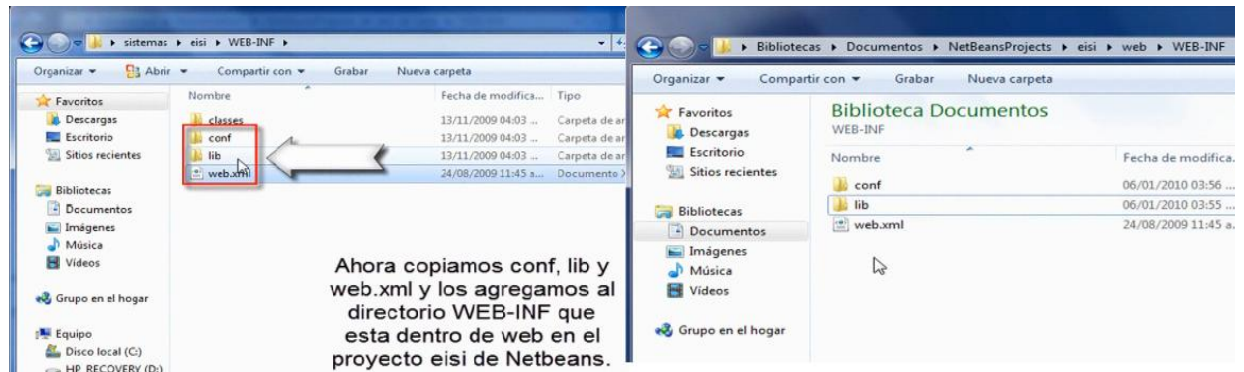 sistemas ▸ eisi ▸ WEB-INF ▸
Organizar Abrir Compartir con Grabar Nueva carpeta
Favoritos
Descargas
Escritorio
Sitios recientes
Bibliotecas
Documentos
Imágenes
Música
Vídeos
Grupo en el hogar
Equipo
Disco local (C:)
HP_RECOVERY (D:)
Nombre Fecha de modifica... Tipo
classes 13/11/2009 04:03 ... Carpeta de ar
conf 13/11/2009 04:03 ... Carpeta de ar
lib 13/11/2009 04:03 ... Carpeta de ar
web.xml 24/08/2009 11:45 a... Documento X
Ahora copiamos conf, lib y
web.xml y los agregamos al
directorio WEB-INF que
esta dentro de web en el
proyecto eisi de Netbeans.
Bibliotecas ▸ Documentos ▸ NetBeansProjects ▸ eisi ▸ web ▸ WEB-INF
Organizar Compartir con Grabar Nueva carpeta
Favoritos
Descargas
Escritorio
Sitios recientes
Bibliotecas
Documentos
Imágenes
Música
Vídeos
Grupo en el hogar
Biblioteca Documentos
WEB-INF
Nombre Fecha de modifica.
conf 06/01/2010 03:56 ...
lib 06/01/2010 03:55 ...
web.xml 24/08/2009 11:45 a.